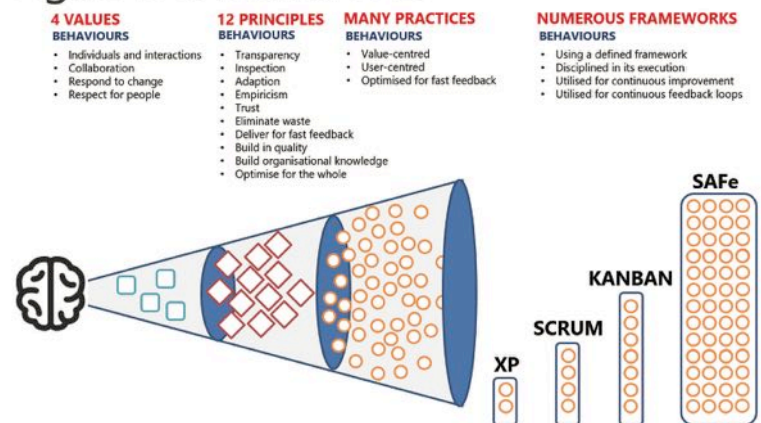 4 VALUES
BEHAVIOURS
• Individuals and interactions
• Collaboration
• Respond to change
• Respect for people
12 PRINCIPLES
BEHAVIOURS
• Transparency
• Inspection
• Adaption
• Empiricism
• Trust
• Eliminate waste
• Deliver for fast feedback
• Build in quality
• Build organisational knowledge
• Optimise for the whole
MANY PRACTICES
BEHAVIOURS
• Value-centred
• User-centred
• Optimised for fast feedback
NUMEROUS FRAMEWORKS
BEHAVIOURS
• Using a defined framework
• Disciplined in its execution
• Utilised for continuous improvement
• Utilised for continuous feedback loops
SAFe
KANBAN
SCRUM
XP